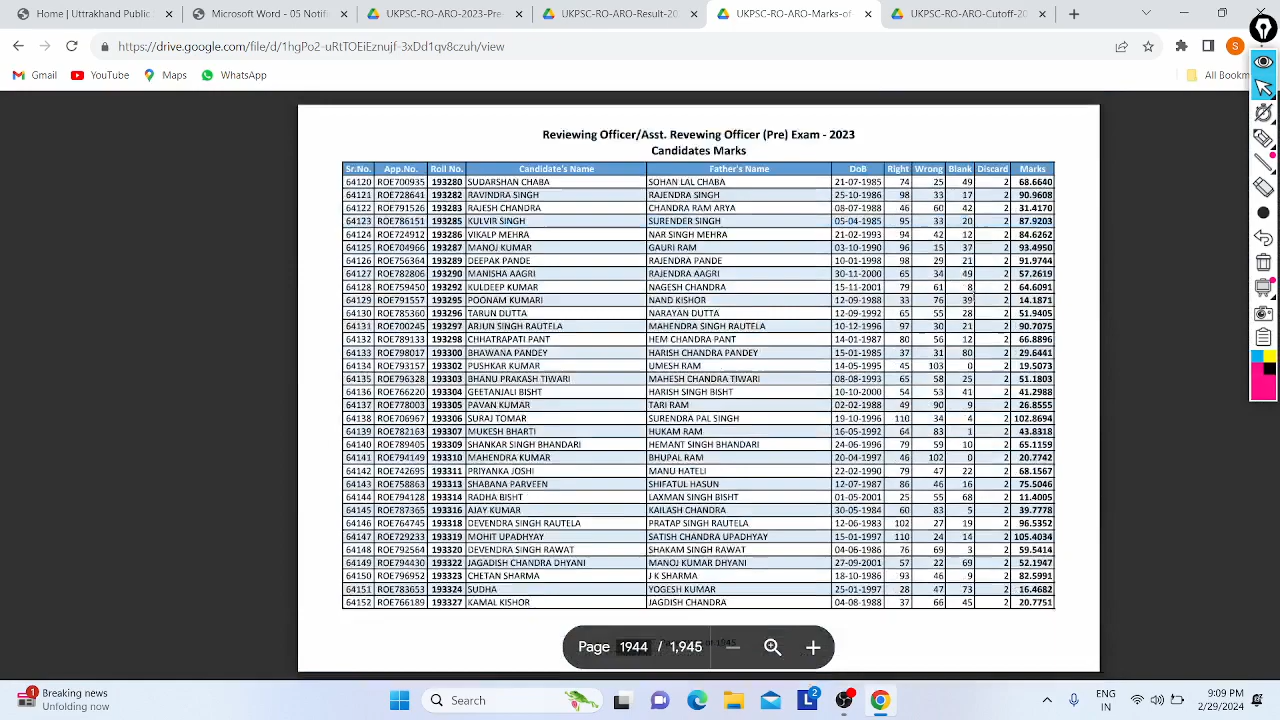 Home | Uttrakhand Public
Microsoft Word - 05 Notif
UKPSC-RO-ARO-2023-Pre
UKPSC-RO-ARO-Result-20
UKPSC-RO-ARO-Marks-of
UKPSC-RO-ARO-Cutoff-20
https://drive.google.com/file/d/1hgPo2-uRtTOEiEznujf-3xDd1qv8czuh/view
S
Gmail YouTube Maps WhatsApp All Bookm
Reviewing Officer/Asst. Revewing Officer (Pre) Exam - 2023
Candidates Marks
Sr.No. App.No. Roll No. Candidate's Name Father's Name DoB Right Wrong Blank Discard Marks
64120 ROE700935 193280 SUDARSHAN CHABA SOHAN LAL CHABA 21-07-1985 74 25 49 2 68.6640
64121 ROE728641 193282 RAVINDRA SINGH RAJENDRA SINGH 25-10-1986 98 33 17 2 90.9608
64122 ROE791526 193283 RAJESH CHANDRA CHANDRA RAM ARYA 08-07-1988 46 60 42 2 31.4170
64123 ROE786151 193285 KULVIR SINGH SURENDER SINGH 05-04-1985 95 33 20 2 87.9203
64124 ROE724912 193286 VIKALP MEHRA NAR SINGH MEHRA 21-02-1993 94 42 12 2 84.6262
64125 ROE704966 193287 MANOJ KUMAR GAURI RAM 03-10-1990 96 15 37 2 93.4950
64126 ROE756364 193289 DEEPAK PANDE RAJENDRA PANDE 10-01-1998 98 29 21 2 91.9744
64127 ROE782806 193290 MANISHA AAGRI RAJENDRA AAGRI 30-11-2000 65 34 49 2 57.2619
64128 ROE759450 193292 KULDEEP KUMAR NAGESH CHANDRA 15-11-2001 79 61 8 2 64.6091
64129 ROE791557 193295 POONAM KUMARI NAND KISHOR 12-09-1988 33 76 39 2 14.1871
64130 ROE785360 193296 TARUN DUTTA NARAYAN DUTTA 12-09-1992 65 55 28 2 51.9405
64131 ROE700245 193297 ARJUN SINGH RAUTELA MAHENDRA SINGH RAUTELA 10-12-1996 97 30 21 2 90.7075
64132 ROE789133 193298 CHHATRAPATI PANT HEM CHANDRA PANT 14-01-1987 80 56 12 2 66.8896
64133 ROE798017 193300 BHAWANA PANDEY HARISH CHANDRA PANDEY 15-01-1985 37 31 80 2 29.6441
64134 ROE793157 193302 PUSHKAR KUMAR UMESH RAM 14-05-1995 45 103 0 2 19.5073
64135 ROE796328 193303 BHANU PRAKASH TIWARI MAHESH CHANDRA TIWARI 08-08-1993 65 58 25 2 51.1803
64136 ROE766220 193304 GEETANJALI BISHT HARISH SINGH BISHT 10-10-2000 54 53 41 2 41.2988
64137 ROE778003 193305 PAVAN KUMAR TARI RAM 02-02-1988 49 90 9 2 26.8555
64138 ROE706967 193306 SURAJ TOMAR SURENDRA PAL SINGH 19-10-1996 110 34 4 2 102.8694
64139 ROE782163 193307 MUKESH BHARTI HUKAM RAM 16-05-1992 64 83 1 2 43.8318
64140 ROE789405 193309 SHANKAR SINGH BHANDARI HEMANT SINGH BHANDARI 24-06-1996 79 59 10 2 65.1159
64141 ROE794149 193310 MAHENDRA KUMAR BHUPAL RAM 20-04-1997 46 102 0 2 20.7742
64142 ROE742695 193311 PRIYANKA JOSHI MANU HATELI 22-02-1990 79 47 22 2 68.1567
64143 ROE758863 193313 SHABANA PARVEEN SHIFATUL HASUN 12-07-1987 86 46 16 2 75.5046
64144 ROE794128 193314 RADHA BISHT LAXMAN SINGH BISHT 01-05-2001 25 55 68 2 11.4005
64145 ROE787365 193316 AJAY KUMAR KAILASH CHANDRA 30-05-1984 60 83 5 2 39.7778
64146 ROE764745 193318 DEVENDRA SINGH RAUTELA PRATAP SINGH RAUTELA 12-06-1983 102 27 19 2 96.5352
64147 ROE729233 193319 MOHIT UPADHYAY SATISH CHANDRA UPADHYAY 15-01-1997 110 24 14 2 105.4034
64148 ROE792564 193320 DEVENDRA SINGH RAWAT SHAKAM SINGH RAWAT 04-06-1986 76 69 3 2 59.5414
64149 ROE794430 193322 JAGADISH CHANDRA DHYANI MANOJ KUMAR DHYANI 27-09-2001 57 22 69 2 52.1947
64150 ROE796952 193323 CHETAN SHARMA J K SHARMA 18-10-1986 93 46 9 2 82.5991
64151 ROE783653 193324 SUDHA YOGESH KUMAR 25-01-1997 28 47 73 2 16.4682
64152 ROE766189 193327 KAMAL KISHOR JAGDISH CHANDRA 04-08-1988 37 66 45 2 20.7751
Page 1944 / 1,945
Breaking news
Unfolding now
1
Search
2
ENG
IN
9:09 PM
2/29/2024